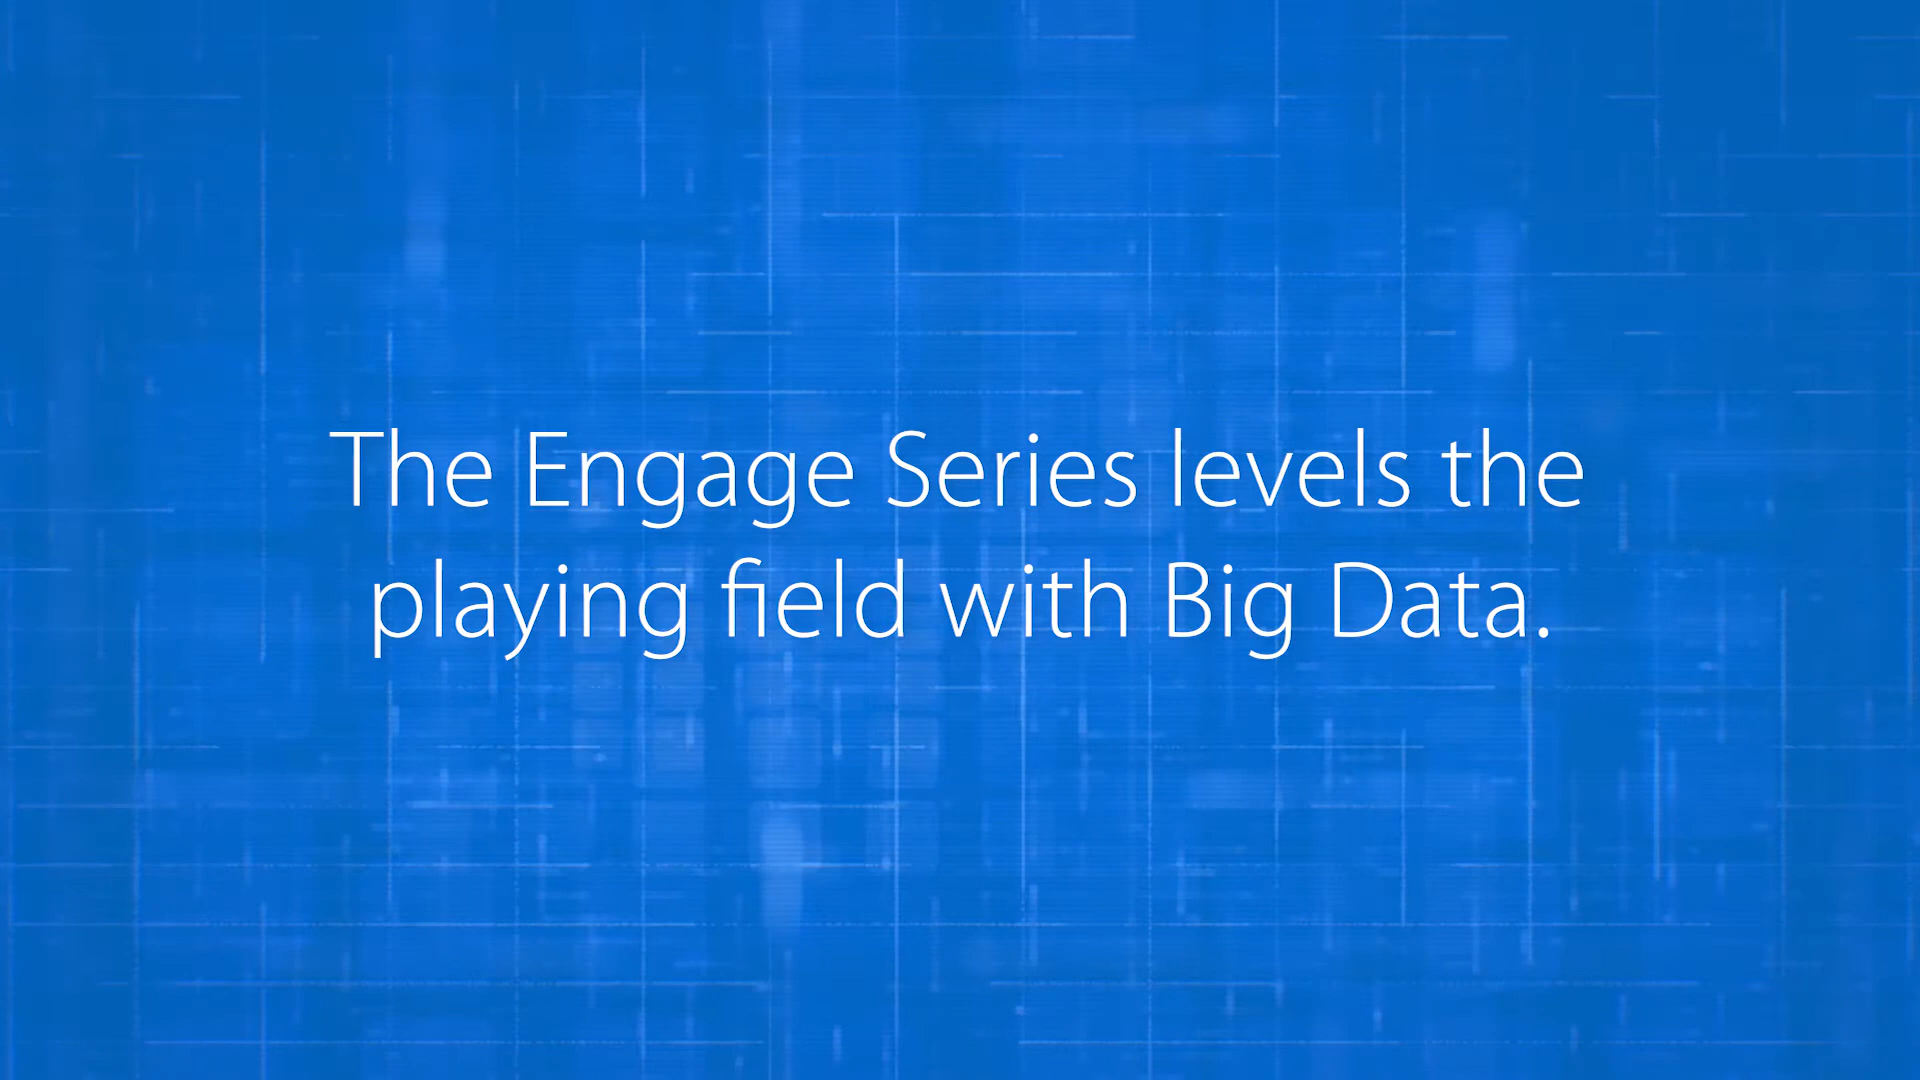 The Engage Series levels the
playing field with Big Data.